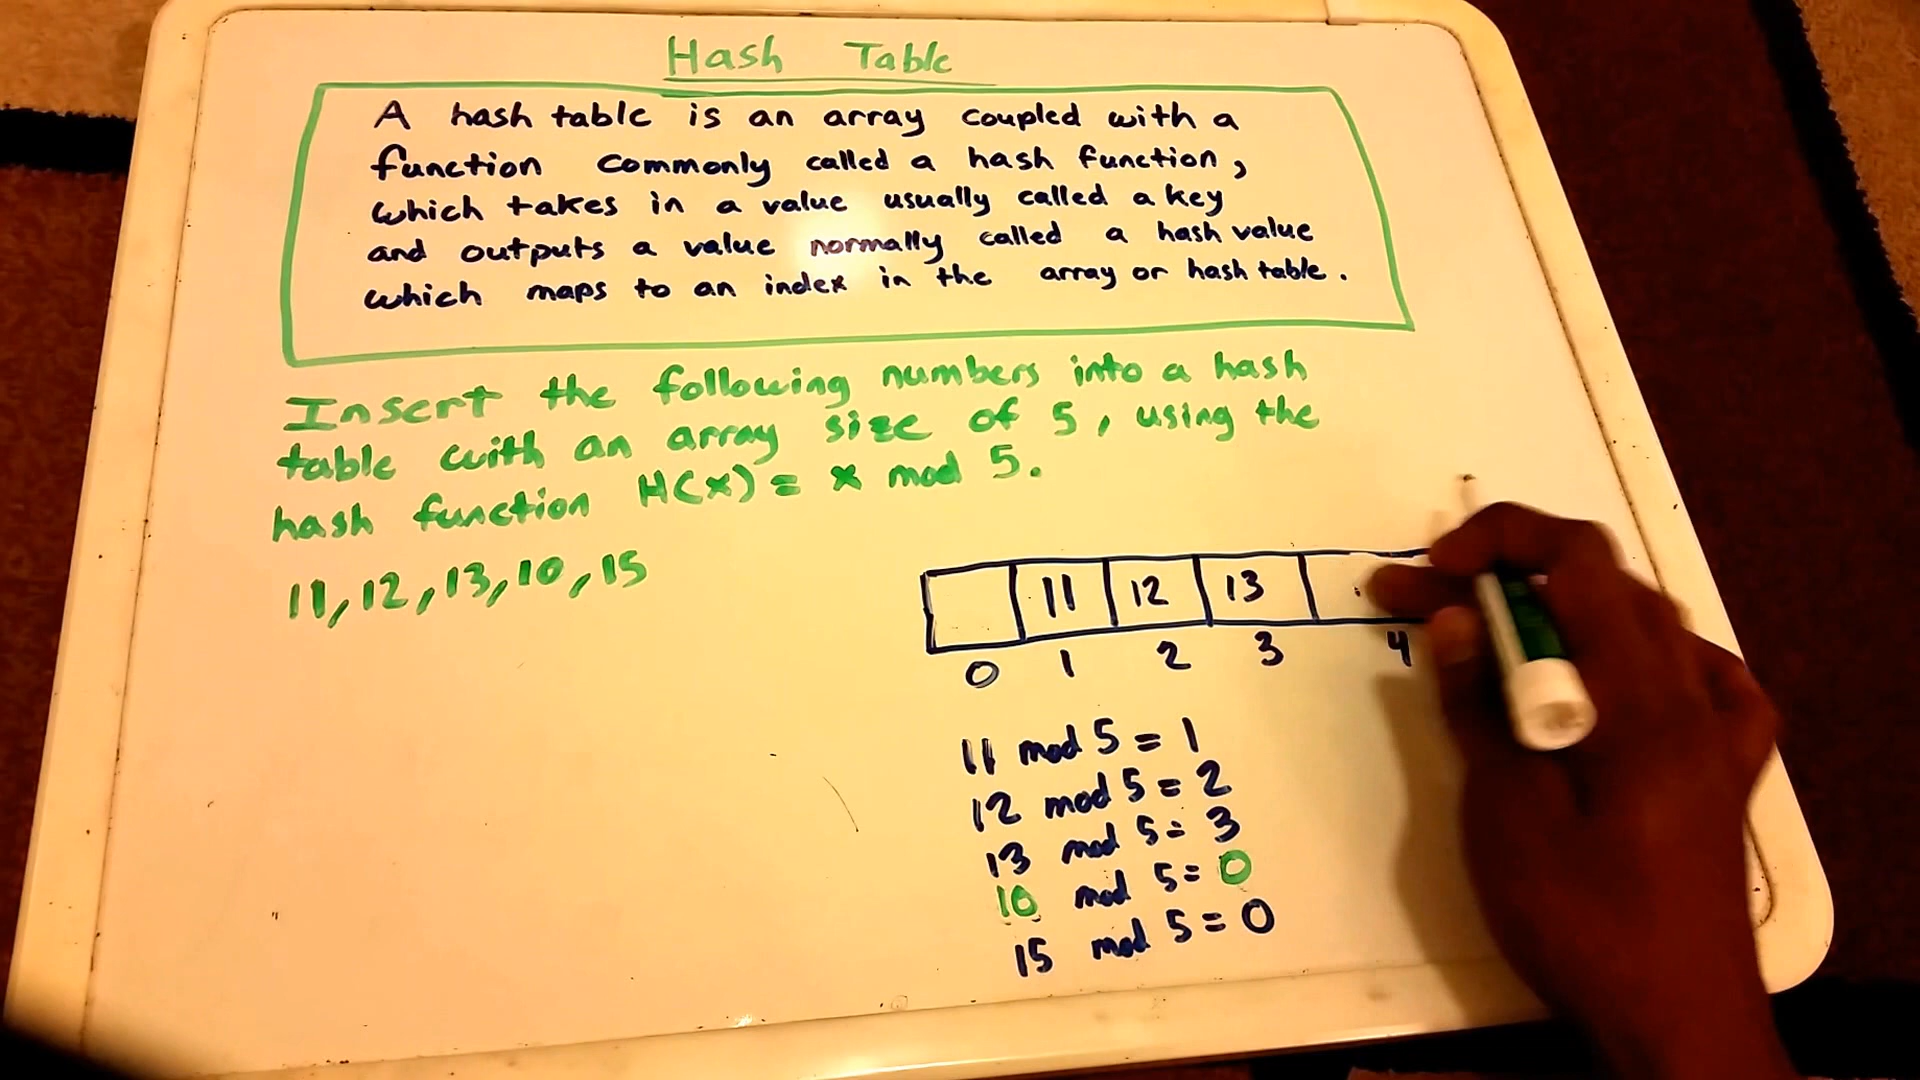 Hash Table
A hash table is an array coupled with a
function commonly called a hash function,
which takes in a value usually called a key
and outputs a value normally called a hash value
which maps to an index in the array or hash table.
Insert the following numbers into a hash
table with an array size of 5, using the
hash function H(x) = x mod 5.
11, 12, 13, 10, 15
11 12 13
0 1 2 3 4
11 mod 5 = 1
12 mod 5 = 2
13 mod 5 = 3
10 mod 5 = 0
15 mod 5 = 0